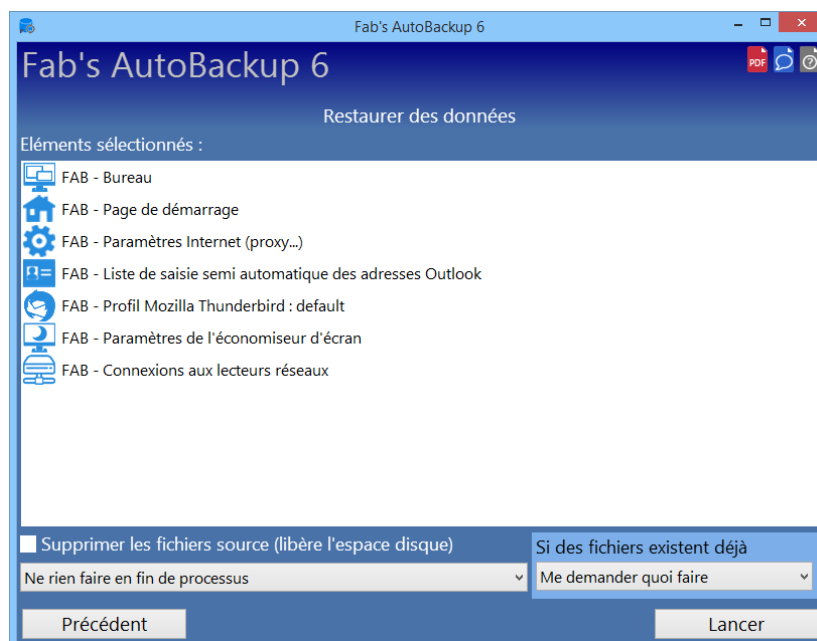 Fab's AutoBackup 6
Fab's AutoBackup 6
PDF
?
Restaurer des données
Eléments sélectionnés :
FAB - Bureau
FAB - Page de démarrage
FAB - Paramètres Internet (proxy...)
FAB - Liste de saisie semi automatique des adresses Outlook
FAB - Profil Mozilla Thunderbird : default
FAB - Paramètres de l'économiseur d'écran
FAB - Connexions aux lecteurs réseaux
Supprimer les fichiers source (libère l'espace disque)
Si des fichiers existent déjà
Ne rien faire en fin de processus
Me demander quoi faire
Précédent
Lancer